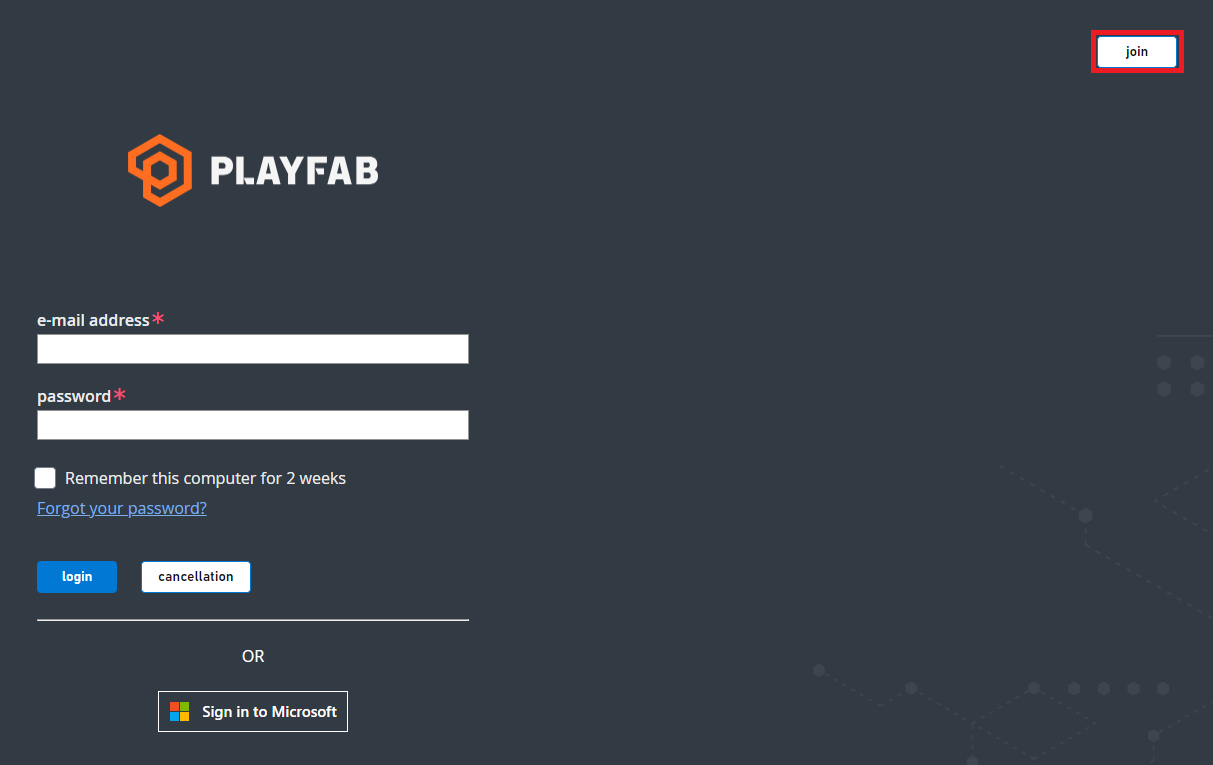 join
PLAYFAB
e-mail address*
password*
Remember this computer for 2 weeks
Forgot your password?
login
cancellation
OR
Sign in to Microsoft